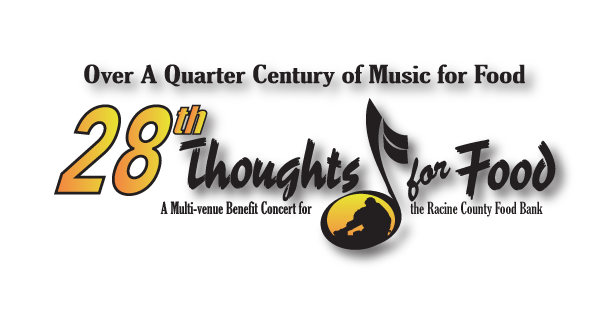 Over A Quarter Century of Music for Food
28th Thoughts for Food
A Multi-venue Benefit Concert for the Racine County Food Bank